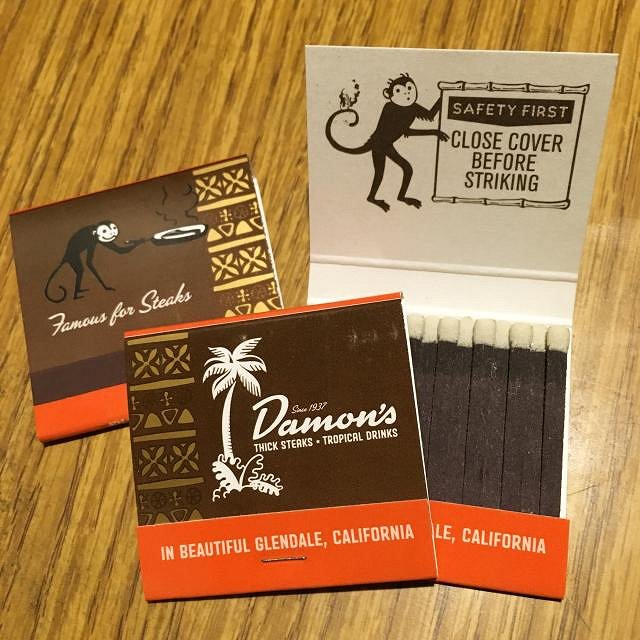 SAFETY FIRST
CLOSE COVER
BEFORE
STRIKING
Famous for Steaks
Since 1937
Damon's
THICK STEAKS • TROPICAL DRINKS
IN BEAUTIFUL GLENDALE, CALIFORNIA
LE, CALIFORNIA